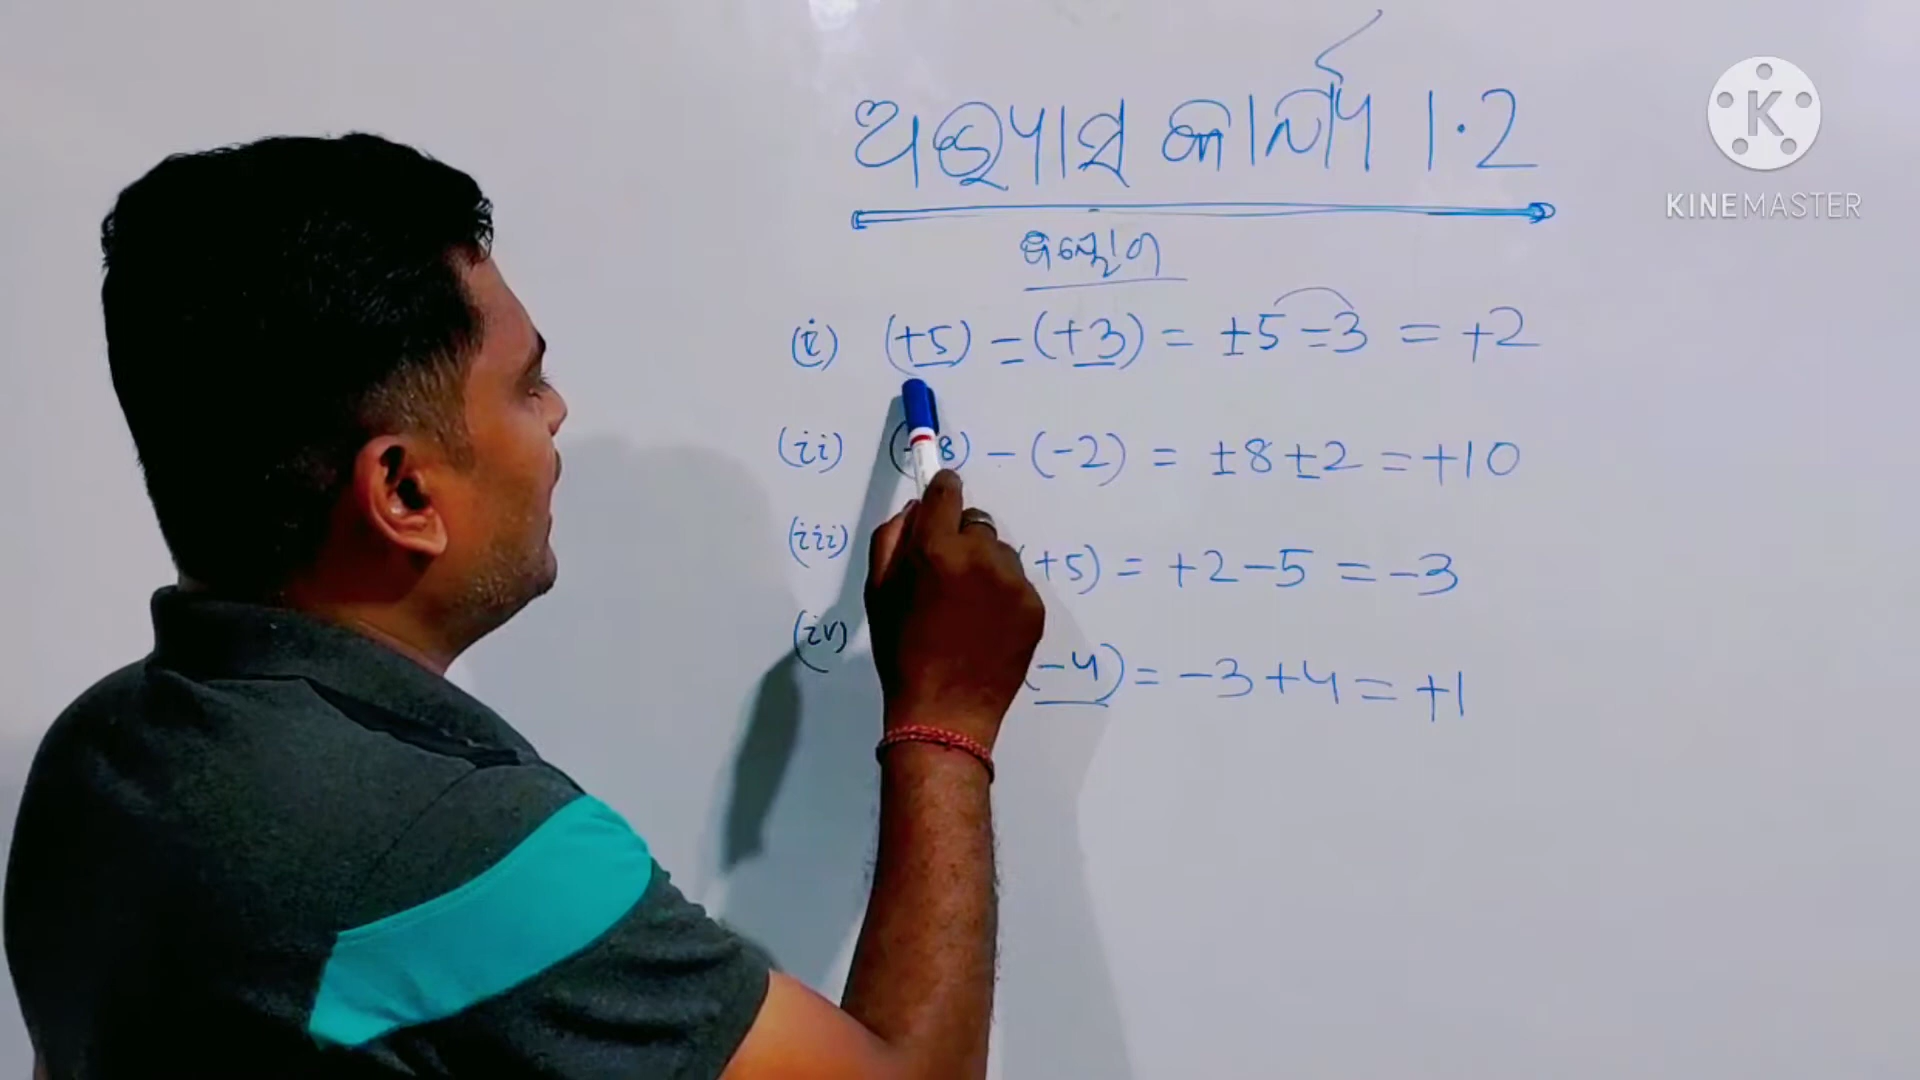 ଅଭ୍ୟାସ କାର୍ଯ୍ୟ 1.2
K
KINEMASTER
ବିୟୋଗ
(i) (+5) - (+3) = +5 - 3 = +2
(ii) 8) - (-2) = +8 + 2 = +10
(iii) +5) = +2 - 5 = -3
(iv) (-4) = -3 + 4 = +1